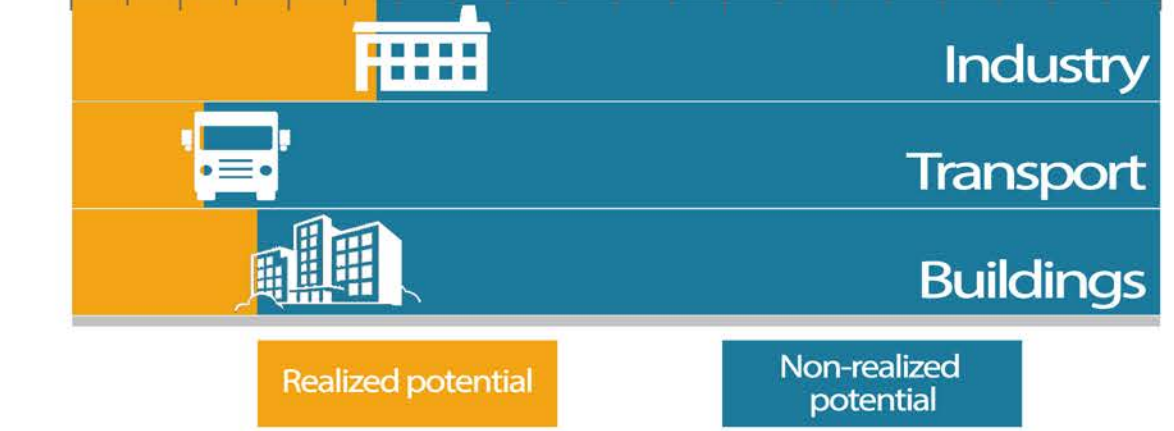 Industry
Transport
Buildings
Realized potential
Non-realized
potential